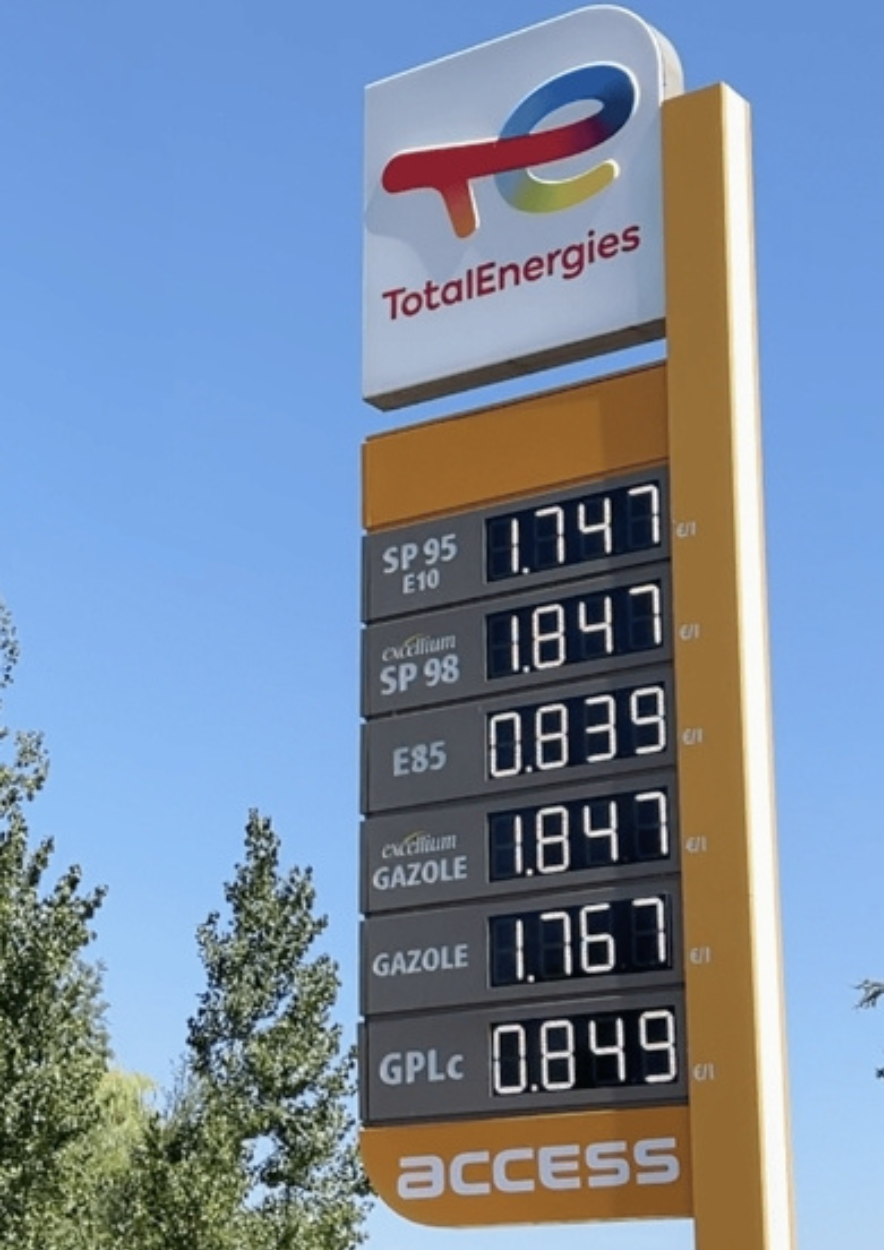 TotalEnergies
SP 95 1.747 €/l
E10
excellium
SP 98 1.847 €/l
E85 0.839 €/l
excellium
GAZOLE 1.847 €/l
GAZOLE 1.767 €/l
GPLc 0.849 €/l
access